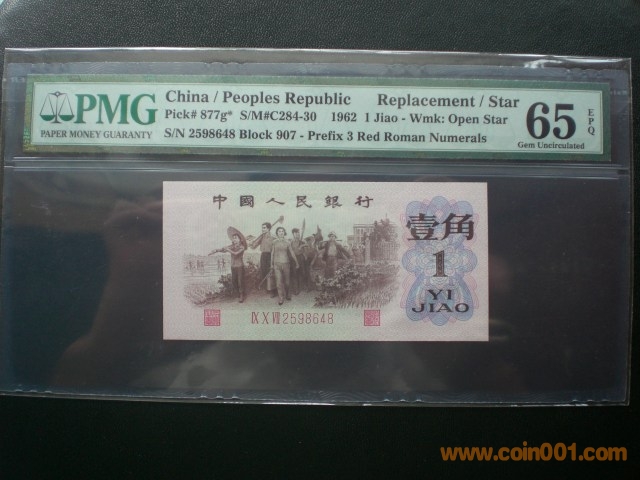 PMG
PAPER MONEY GUARANTY
China / Peoples Republic Replacement / Star
Pick# 877g* S/M#C284-30 1962 1 Jiao - Wmk: Open Star
S/N 2598648 Block 907 - Prefix 3 Red Roman Numerals
65 EPQ
Gem Uncirculated
中國人民銀行
壹角
1
YI
JIAO
Ⅸ Ⅹ Ⅶ 2598648
www.coin001.com